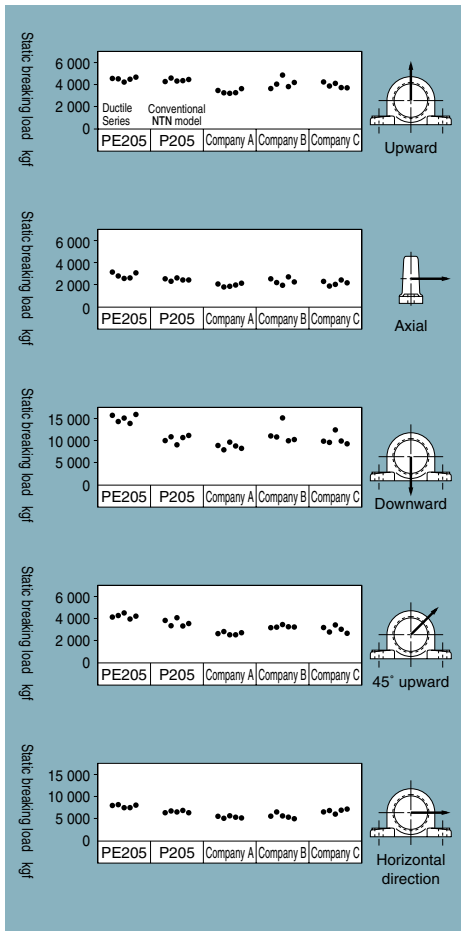 Static breaking load kgf
6 000
4 000
2 000
0
Ductile
Series
Conventional
NTN model
PE205 P205 Company A Company B Company C
Upward
Static breaking load kgf
6 000
4 000
2 000
0
PE205 P205 Company A Company B Company C
Axial
Static breaking load kgf
15 000
10 000
5 000
0
PE205 P205 Company A Company B Company C
Downward
Static breaking load kgf
6 000
4 000
2 000
0
PE205 P205 Company A Company B Company C
45° upward
Static breaking load kgf
15 000
10 000
5 000
0
PE205 P205 Company A Company B Company C
Horizontal
direction